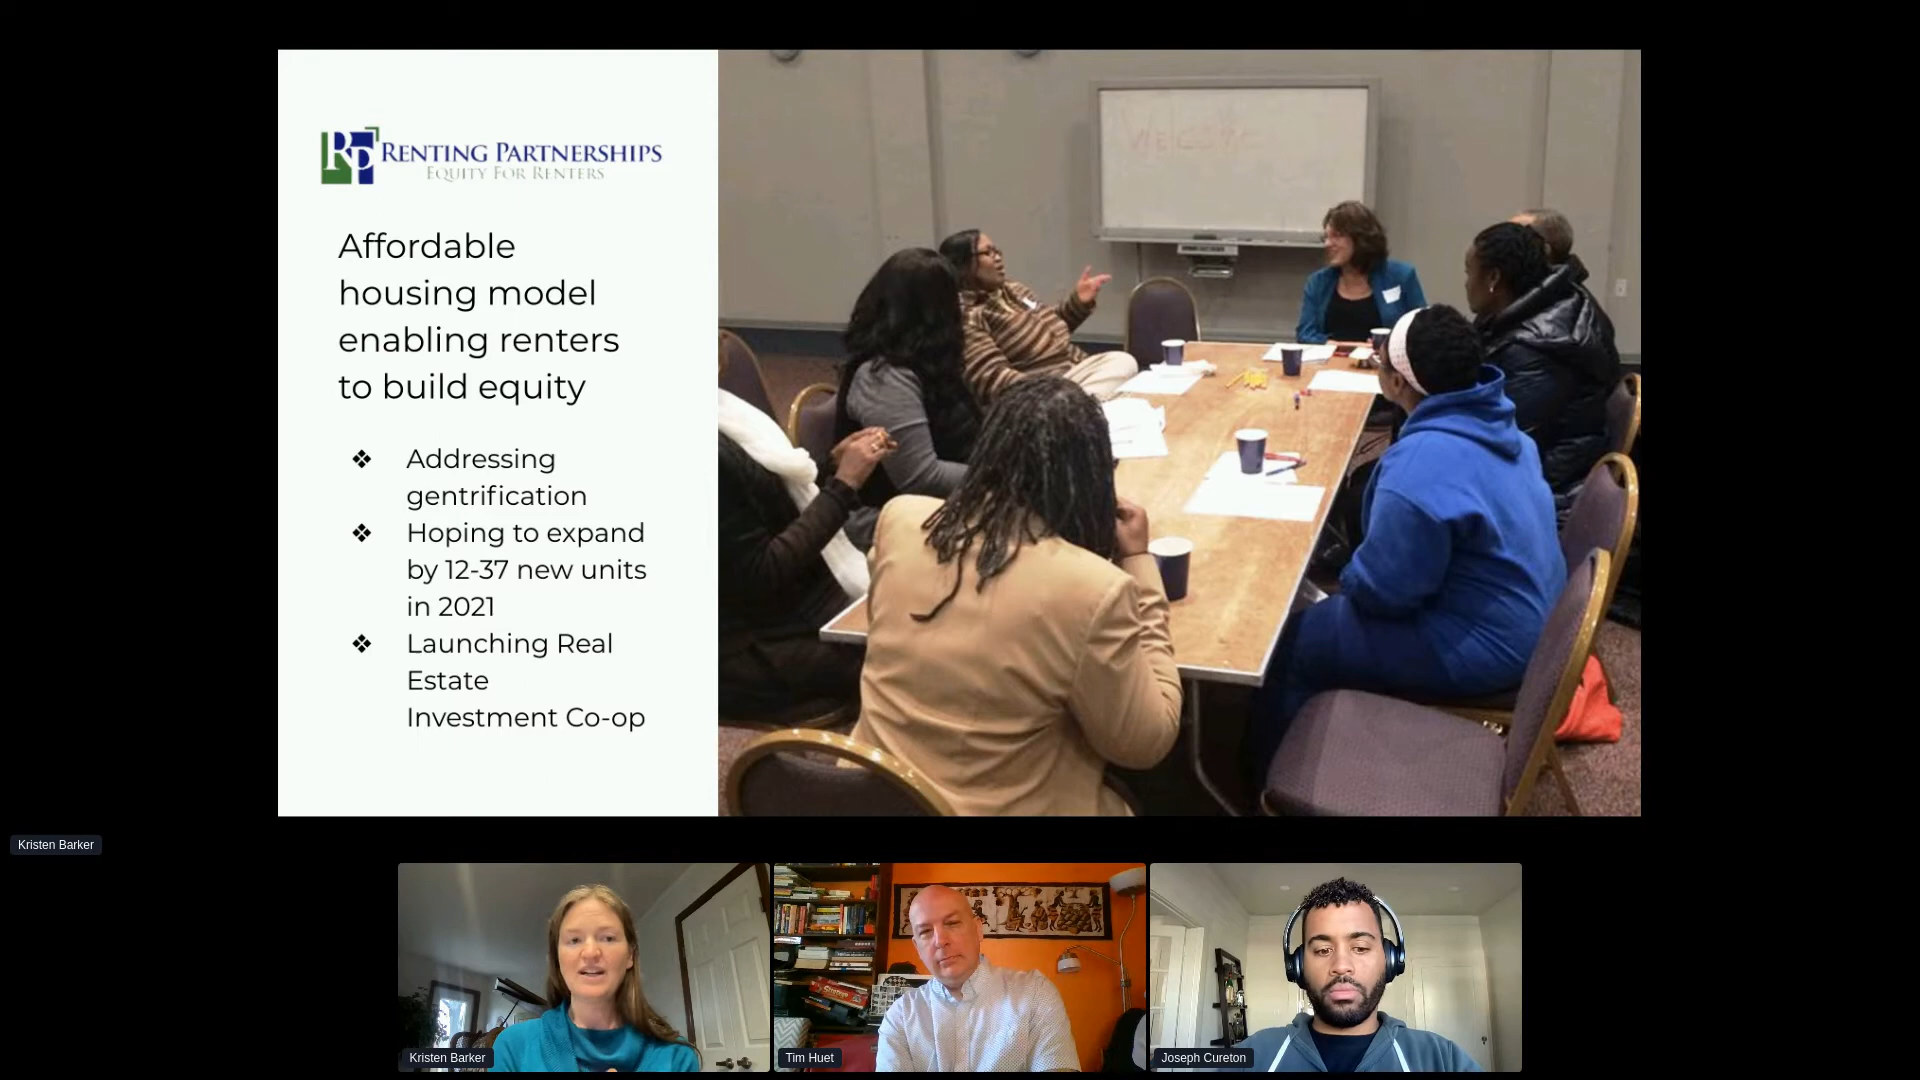 RP RENTING PARTNERSHIPS
EQUITY FOR RENTERS
Affordable
housing model
enabling renters
to build equity
❖ Addressing
gentrification
❖ Hoping to expand
by 12-37 new units
in 2021
❖ Launching Real
Estate
Investment Co-op
WELCOME
Kristen Barker
Kristen Barker
Tim Huet
Joseph Cureton